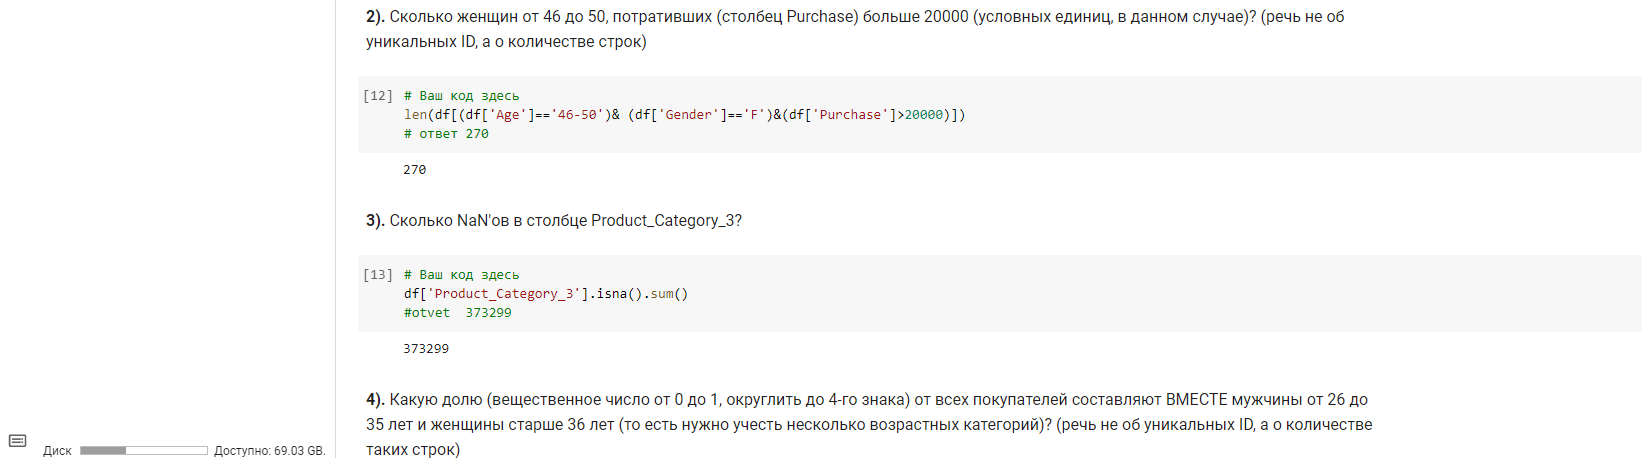 2). Сколько женщин от 46 до 50, потративших (столбец Purchase) больше 20000 (условных единиц, в данном случае)? (речь не об
уникальных ID, а о количестве строк)
[12] # Ваш код здесь
len(df[(df['Age']=='46-50')& (df['Gender']=='F')&(df['Purchase']>20000)])
# ответ 270
270
3). Сколько NaN'ов в столбце Product_Category_3?
[13] # Ваш код здесь
df['Product_Category_3'].isna().sum()
#otvet  373299
373299
4). Какую долю (вещественное число от 0 до 1, округлить до 4-го знака) от всех покупателей составляют ВМЕСТЕ мужчины от 26 до
35 лет и женщины старше 36 лет (то есть нужно учесть несколько возрастных категорий)? (речь не об уникальных ID, а о количестве
таких строк)
Диск Доступно: 69.03 GB.